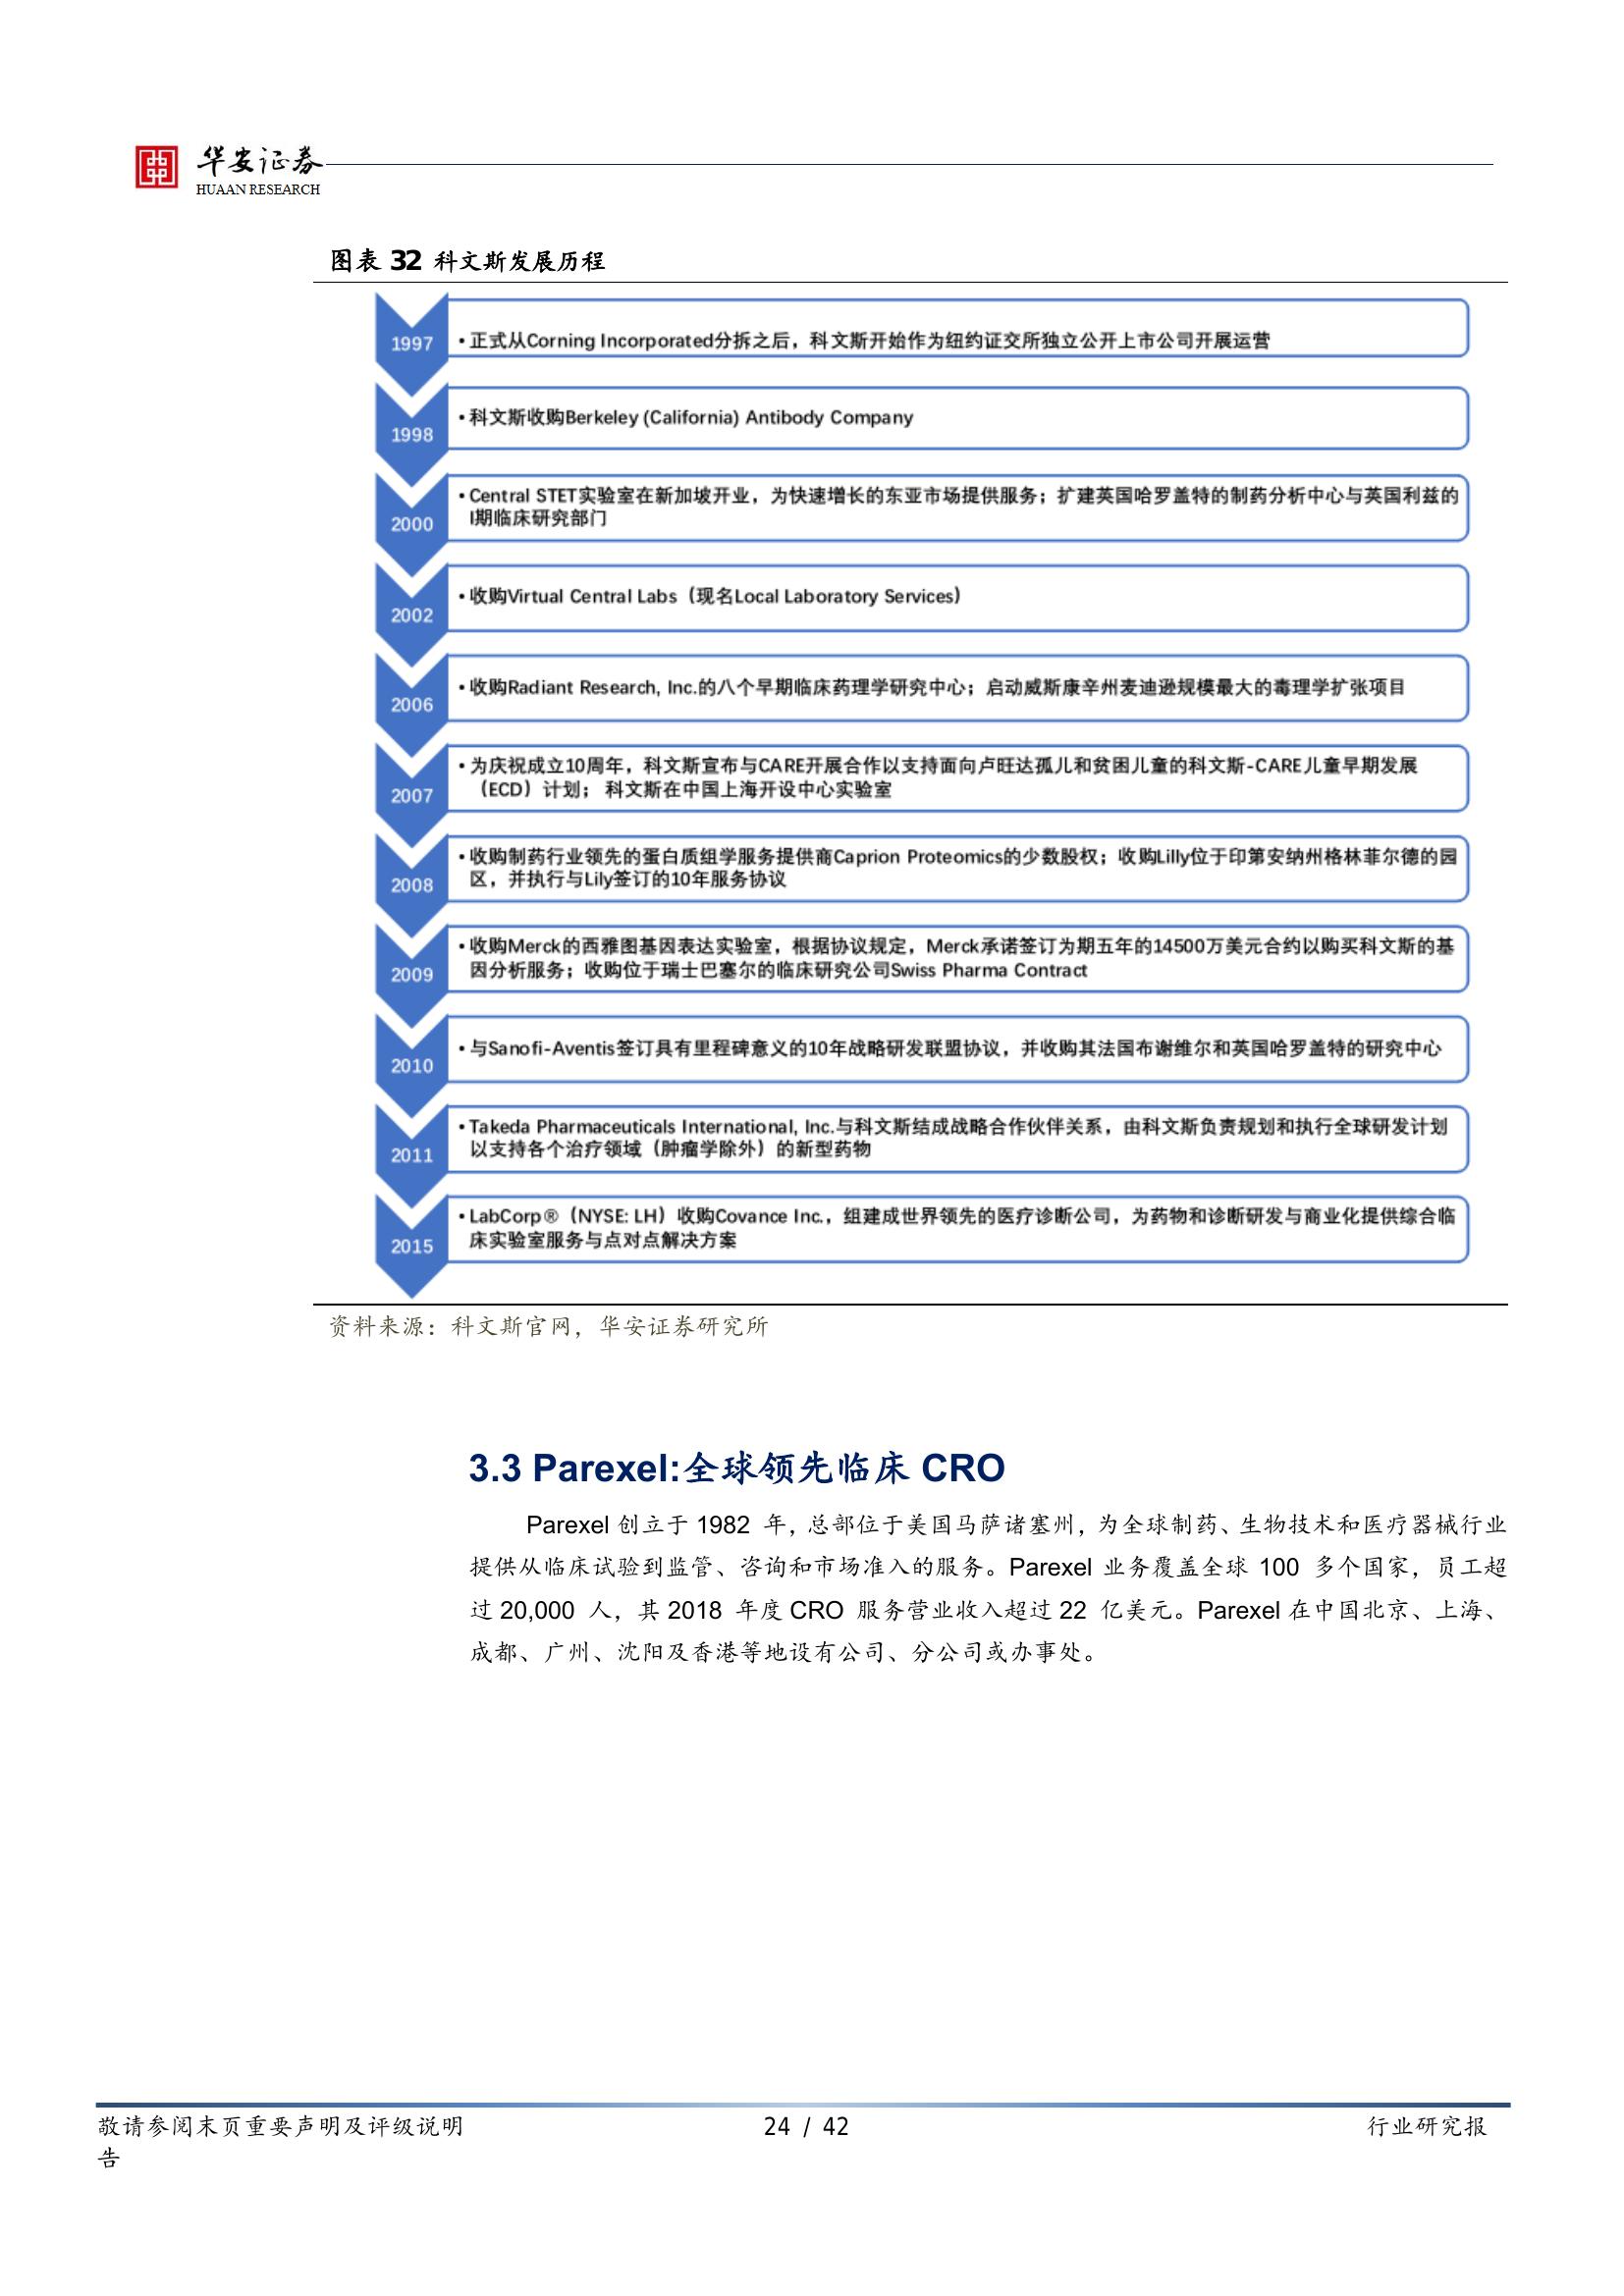 华安证券
HUAAN RESEARCH
图表 32 科文斯发展历程
1997
•正式从Corning Incorporated分拆之后，科文斯开始作为纽约证交所独立公开上市公司开展运营
1998
•科文斯收购Berkeley (California) Antibody Company
2000
•Central STET实验室在新加坡开业，为快速增长的东亚市场提供服务；扩建英国哈罗盖特的制药分析中心与英国利兹的
I期临床研究部门
2002
•收购Virtual Central Labs（现名Local Laboratory Services）
2006
•收购Radiant Research, Inc.的八个早期临床药理学研究中心；启动威斯康辛州麦迪逊规模最大的毒理学扩张项目
2007
•为庆祝成立10周年，科文斯宣布与CARE开展合作以支持面向卢旺达孤儿和贫困儿童的科文斯-CARE儿童早期发展
（ECD）计划； 科文斯在中国上海开设中心实验室
2008
•收购制药行业领先的蛋白质组学服务提供商Caprion Proteomics的少数股权；收购Lilly位于印第安纳州格林菲尔德的园
区，并执行与Lily签订的10年服务协议
2009
•收购Merck的西雅图基因表达实验室，根据协议规定，Merck承诺签订为期五年的14500万美元合约以购买科文斯的基
因分析服务；收购位于瑞士巴塞尔的临床研究公司Swiss Pharma Contract
2010
•与Sanofi-Aventis签订具有里程碑意义的10年战略研发联盟协议，并收购其法国布谢维尔和英国哈罗盖特的研究中心
2011
•Takeda Pharmaceuticals International, Inc.与科文斯结成战略合作伙伴关系，由科文斯负责规划和执行全球研发计划
以支持各个治疗领域（肿瘤学除外）的新型药物
2015
•LabCorp®（NYSE: LH）收购Covance Inc.，组建成世界领先的医疗诊断公司，为药物和诊断研发与商业化提供综合临
床实验室服务与点对点解决方案
资料来源：科文斯官网，华安证券研究所
3.3 Parexel:全球领先临床 CRO
Parexel 创立于 1982 年，总部位于美国马萨诸塞州，为全球制药、生物技术和医疗器械行业
提供从临床试验到监管、咨询和市场准入的服务。Parexel 业务覆盖全球 100 多个国家，员工超
过 20,000 人，其 2018 年度 CRO 服务营业收入超过 22 亿美元。Parexel 在中国北京、上海、
成都、广州、沈阳及香港等地设有公司、分公司或办事处。
敬请参阅末页重要声明及评级说明 24 / 42 行业研究报
告